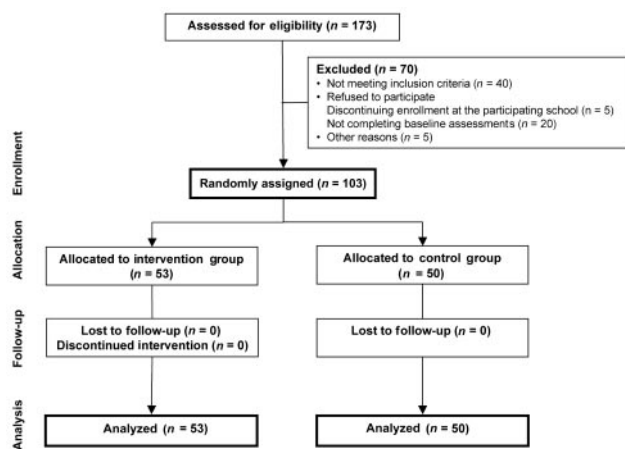 Assessed for eligibility (n = 173)
Excluded (n = 70)
• Not meeting inclusion criteria (n = 40)
• Refused to participate
Discontinuing enrollment at the participating school (n = 5)
Not completing baseline assessments (n = 20)
• Other reasons (n = 5)
Enrollment
Randomly assigned (n = 103)
Allocation
Allocated to intervention group
(n = 53)
Allocated to control group
(n = 50)
Follow-up
Lost to follow-up (n = 0)
Discontinued intervention (n = 0)
Lost to follow-up (n = 0)
Analysis
Analyzed (n = 53)
Analyzed (n = 50)